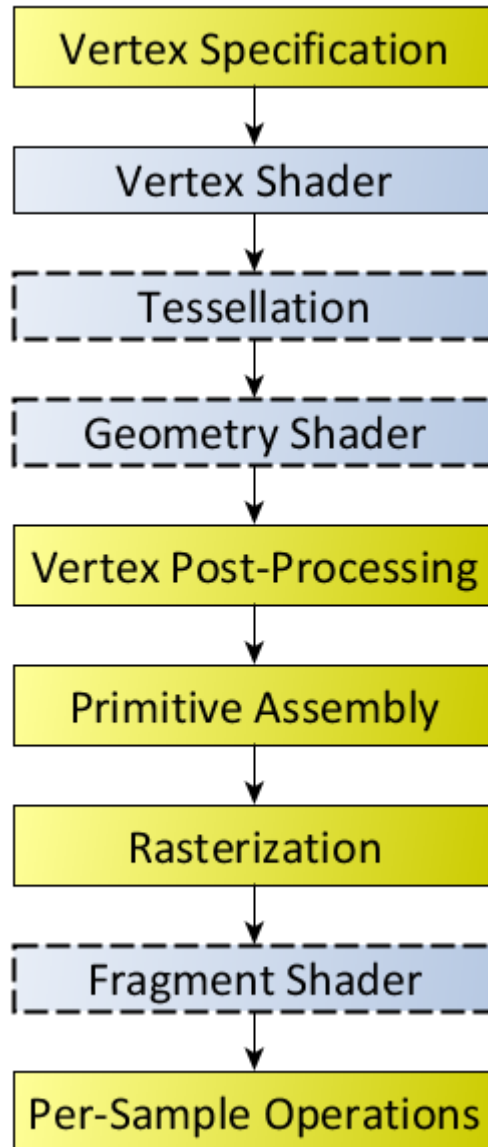 Vertex Specification
Vertex Shader
Tessellation
Geometry Shader
Vertex Post-Processing
Primitive Assembly
Rasterization
Fragment Shader
Per-Sample Operations